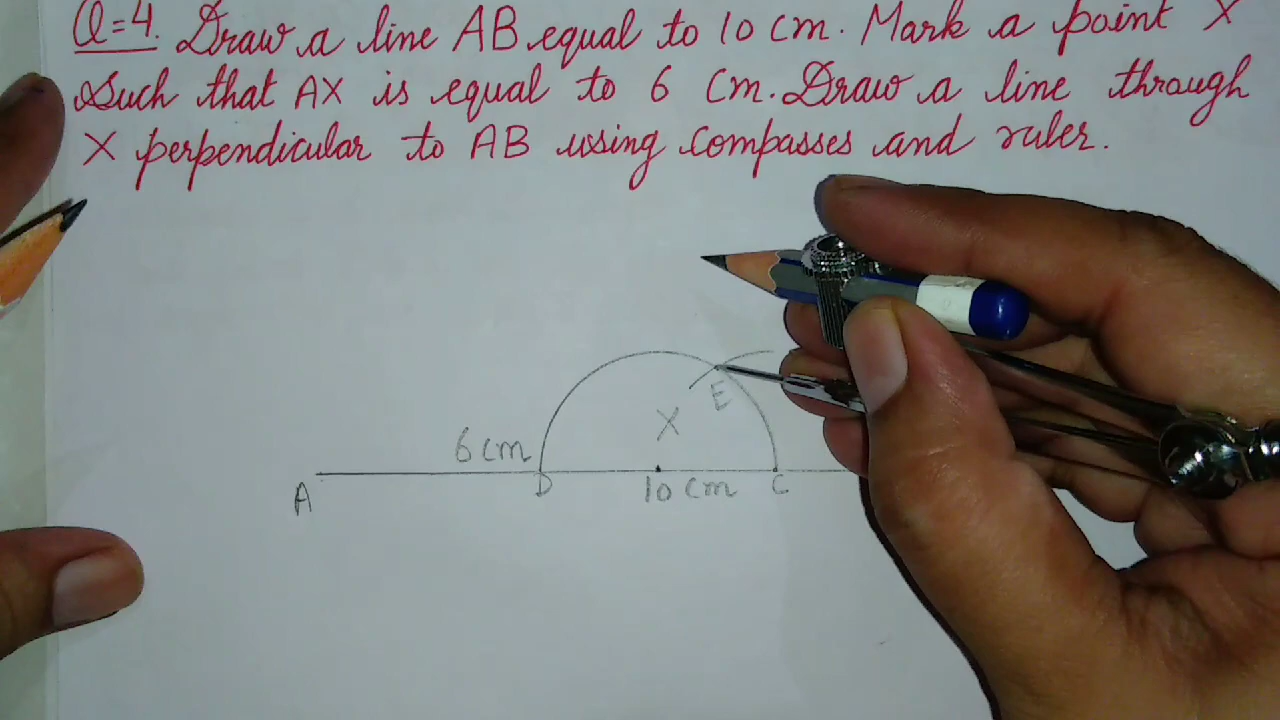 Q=4. Draw a line AB equal to 10 cm. Mark a point X
Such that AX is equal to 6 Cm. Draw a line through
X perpendicular to AB using compasses and ruler.
E
X
6 cm
A D 10 cm C